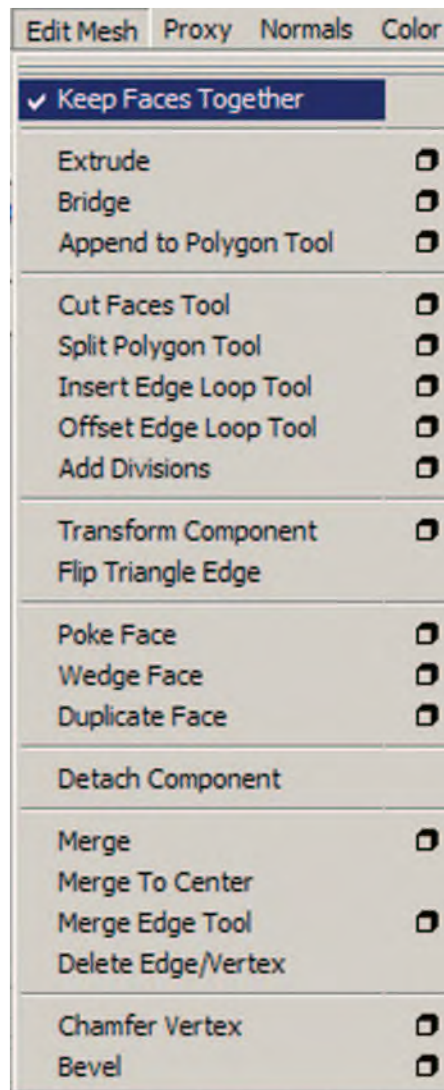 Edit Mesh Proxy Normals Color
Keep Faces Together
Extrude
Bridge
Append to Polygon Tool
Cut Faces Tool
Split Polygon Tool
Insert Edge Loop Tool
Offset Edge Loop Tool
Add Divisions
Transform Component
Flip Triangle Edge
Poke Face
Wedge Face
Duplicate Face
Detach Component
Merge
Merge To Center
Merge Edge Tool
Delete Edge/Vertex
Chamfer Vertex
Bevel